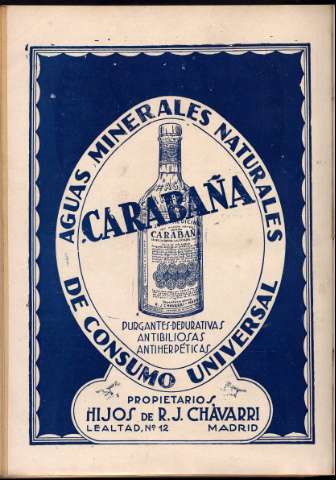 AGUAS MINERALES NATURALES
CARABAÑA
CARABAÑ
PURGANTES-DEPURATIVAS
ANTIBILIOSAS
ANTIHERPÉTICAS
DE CONSUMO UNIVERSAL
PROPIETARIOS
HIJOS DE R. J. CHÁVARRI
LEALTAD, Nº 12 MADRID